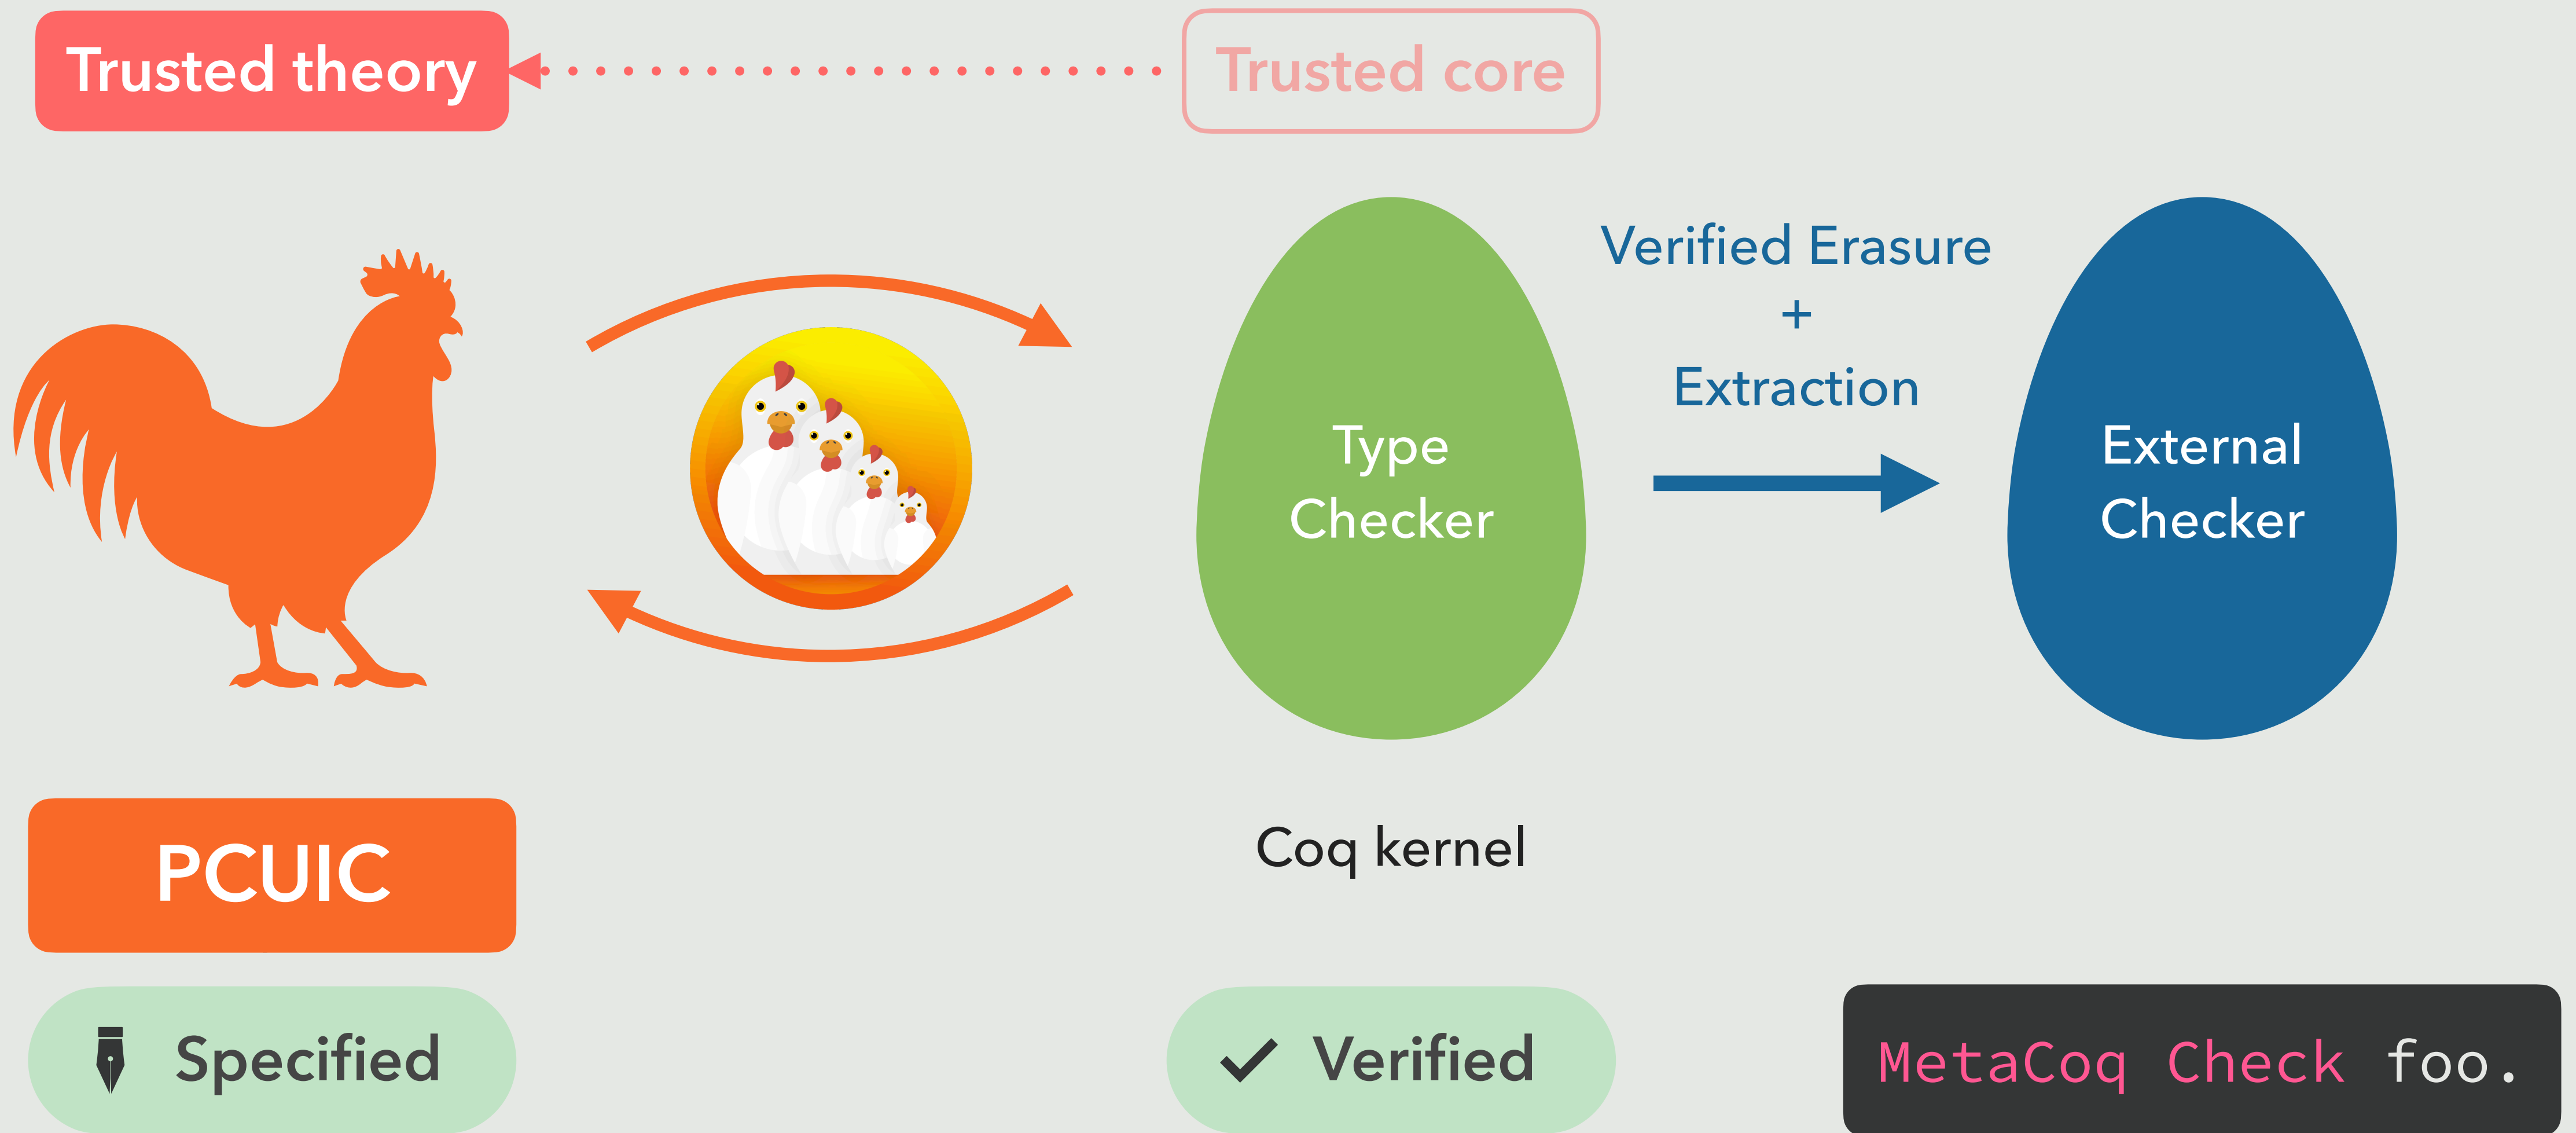 Trusted theory
Trusted core
Verified Erasure
+
Extraction
Type
Checker
External
Checker
PCUIC
Coq kernel
Specified
Verified
MetaCoq Check foo.